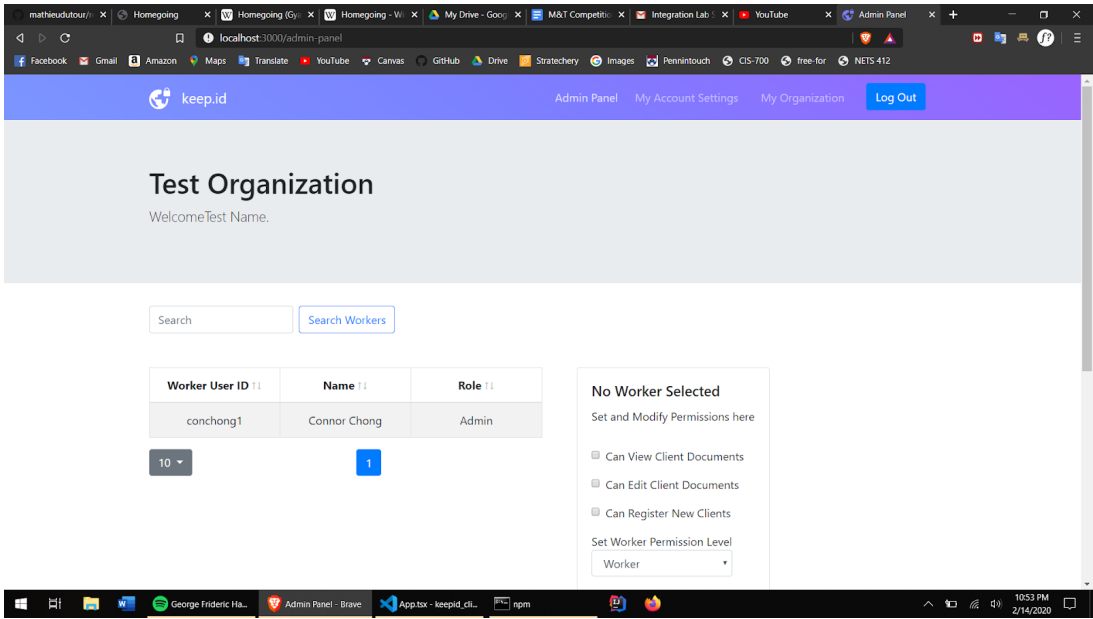 mathieudutour/r
Homegoing
Homegoing (Gya
Homegoing - Wi
My Drive - Goog
M&T Competitio
Integration Lab S
YouTube
Admin Panel
localhost:3000/admin-panel
Facebook Gmail Amazon Maps Translate YouTube Canvas GitHub Drive Stratechery Images Pennintouch CIS-700 free-for NETS 412
keep.id
Admin Panel My Account Settings My Organization Log Out
Test Organization
WelcomeTest Name.
Search Search Workers
Worker User ID Name Role
conchong1 Connor Chong Admin
10 1
No Worker Selected
Set and Modify Permissions here
Can View Client Documents
Can Edit Client Documents
Can Register New Clients
Set Worker Permission Level
Worker
George Frideric Ha...
Admin Panel - Brave
App.tsx - keepid_cli...
npm
10:53 PM
2/14/2020